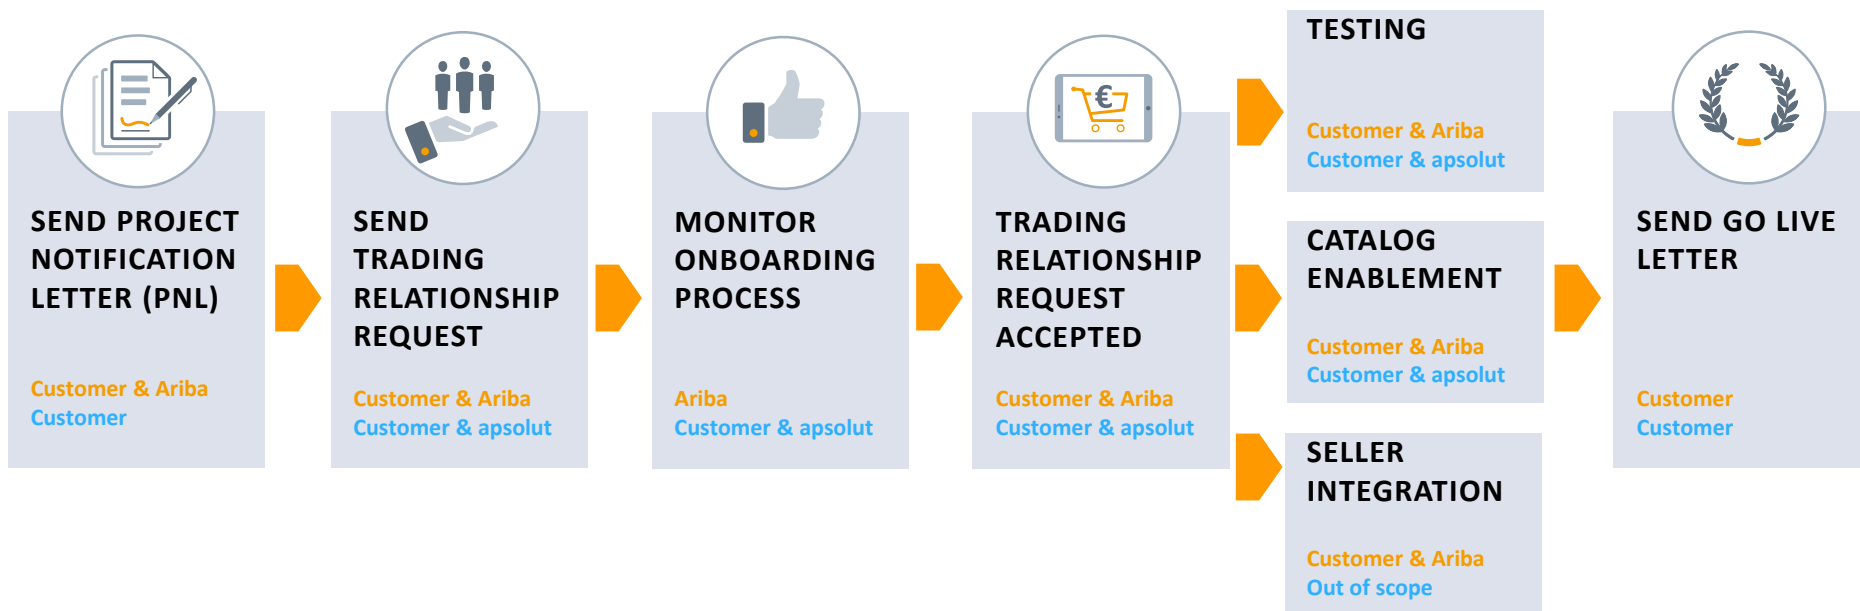 SEND PROJECT
NOTIFICATION
LETTER (PNL)
Customer & Ariba
Customer
SEND
TRADING
RELATIONSHIP
REQUEST
Customer & Ariba
Customer & apsolut
MONITOR
ONBOARDING
PROCESS
Ariba
Customer & apsolut
€
TRADING
RELATIONSHIP
REQUEST
ACCEPTED
Customer & Ariba
Customer & apsolut
TESTING
Customer & Ariba
Customer & apsolut
CATALOG
ENABLEMENT
Customer & Ariba
Customer & apsolut
SELLER
INTEGRATION
Customer & Ariba
Out of scope
SEND GO LIVE
LETTER
Customer
Customer